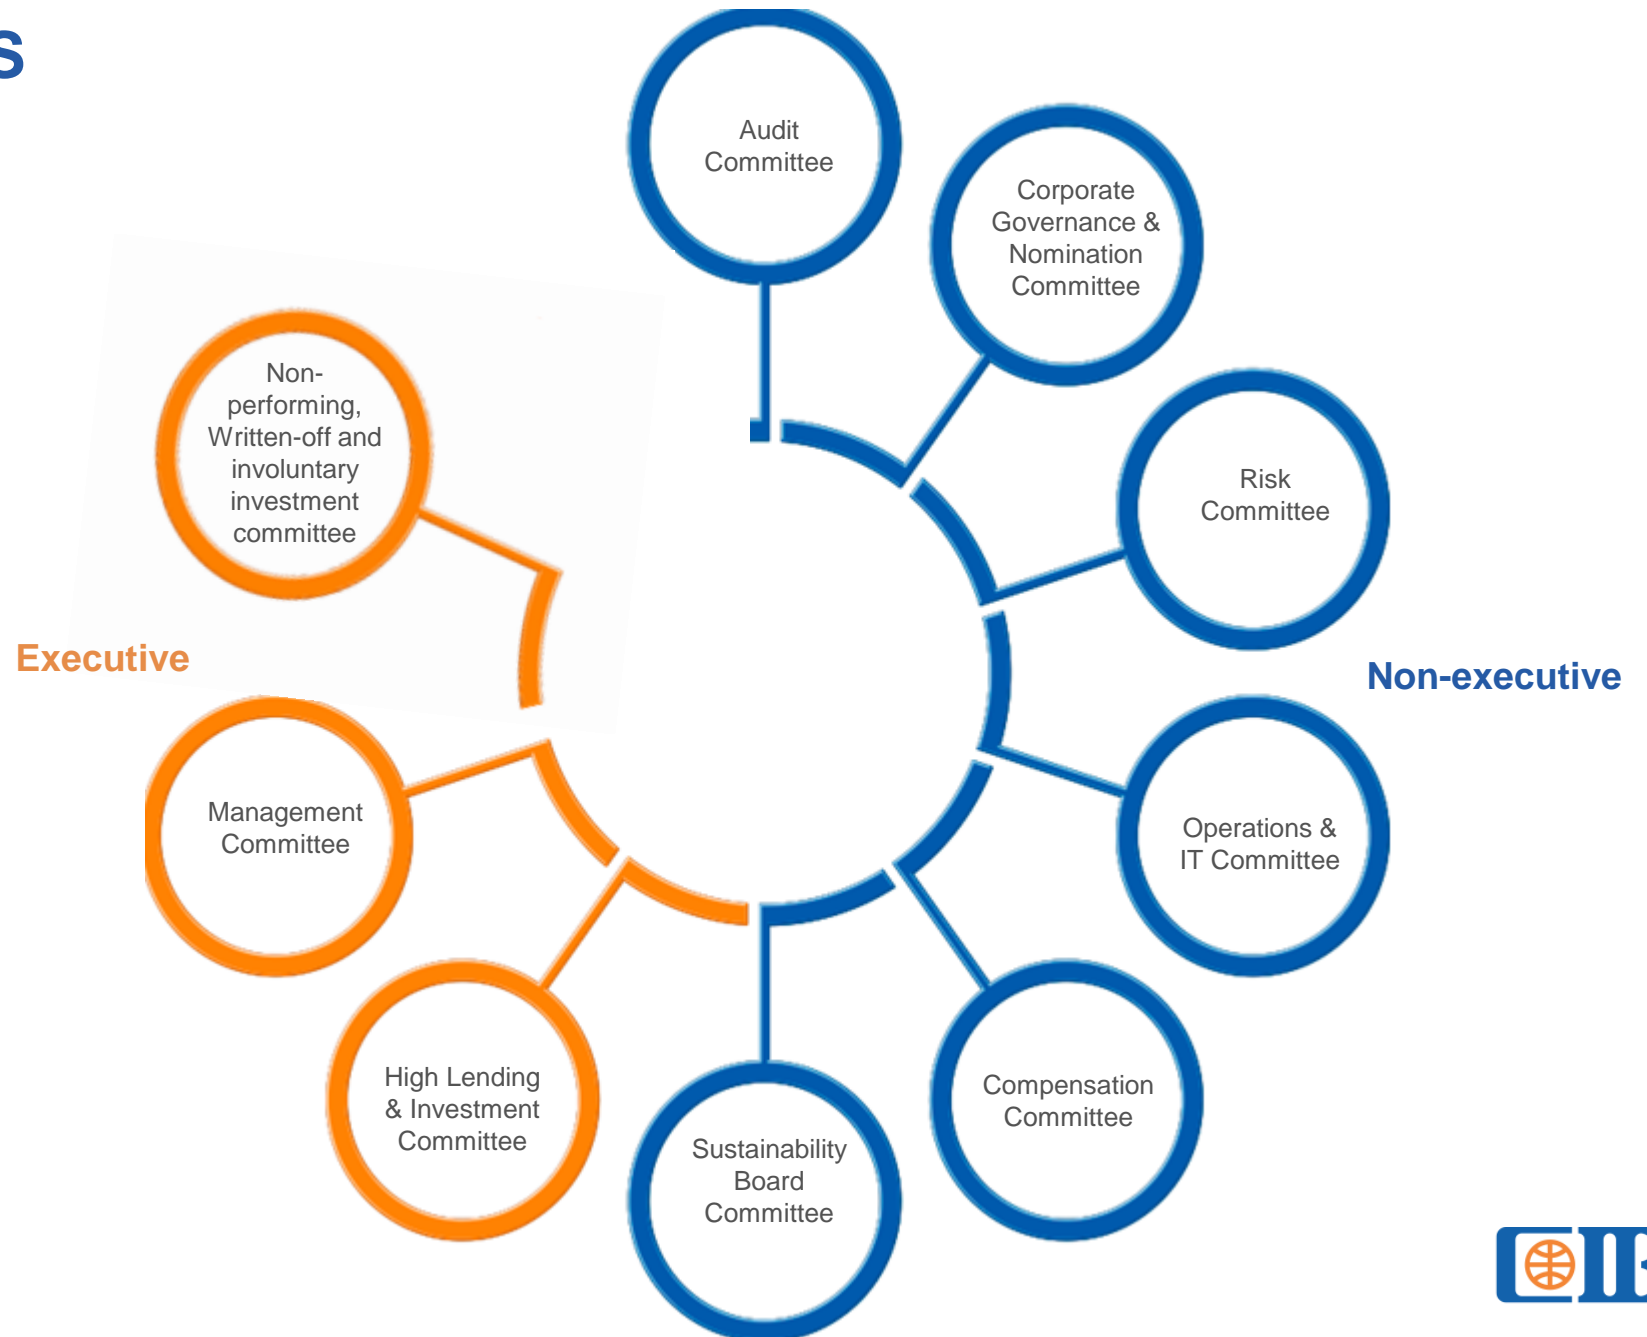 s
Audit
Committee
Corporate
Governance &
Nomination
Committee
Risk
Committee
Non-executive
Operations &
IT Committee
Compensation
Committee
Sustainability
Board
Committee
High Lending
& Investment
Committee
Management
Committee
Executive
Non-
performing,
Written-off and
involuntary
investment
committee